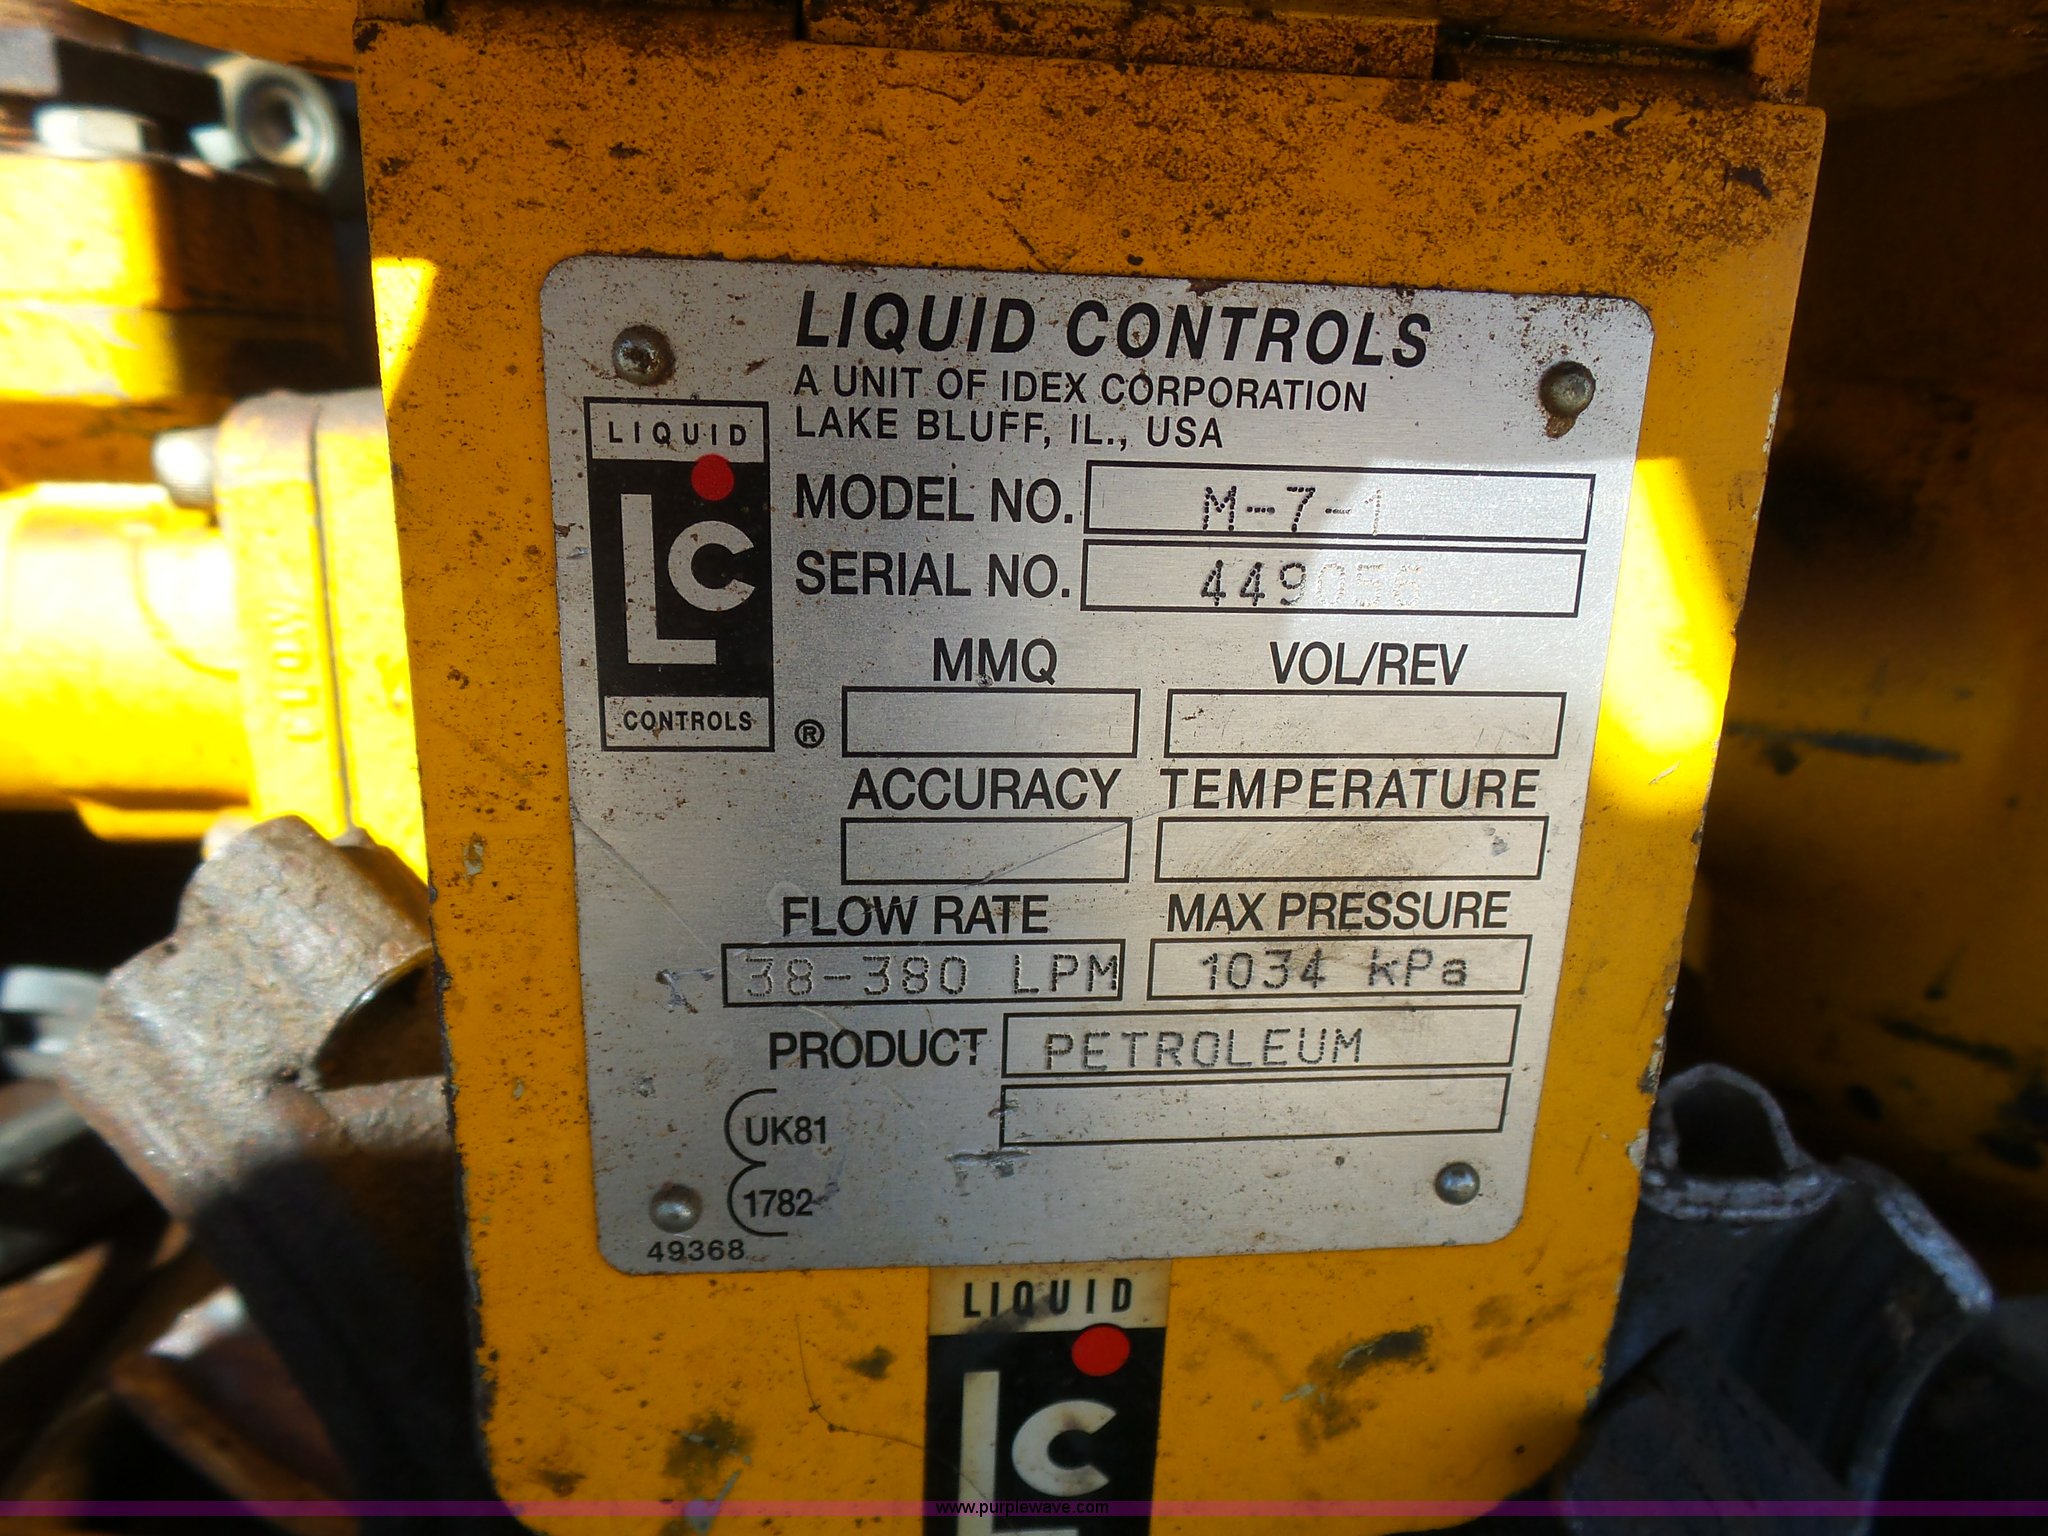 LIQUID CONTROLS
A UNIT OF IDEX CORPORATION
LAKE BLUFF, IL., USA
LIQUID
LC
CONTROLS
®
MODEL NO. M-7-1
SERIAL NO. 449056
MMQ VOL/REV
ACCURACY TEMPERATURE
FLOW RATE MAX PRESSURE
38-380 LPM 1034 kPa
PRODUCT PETROLEUM
UK81
1782
49368
LIQUID
LC
FLOW
www.purplewave.com